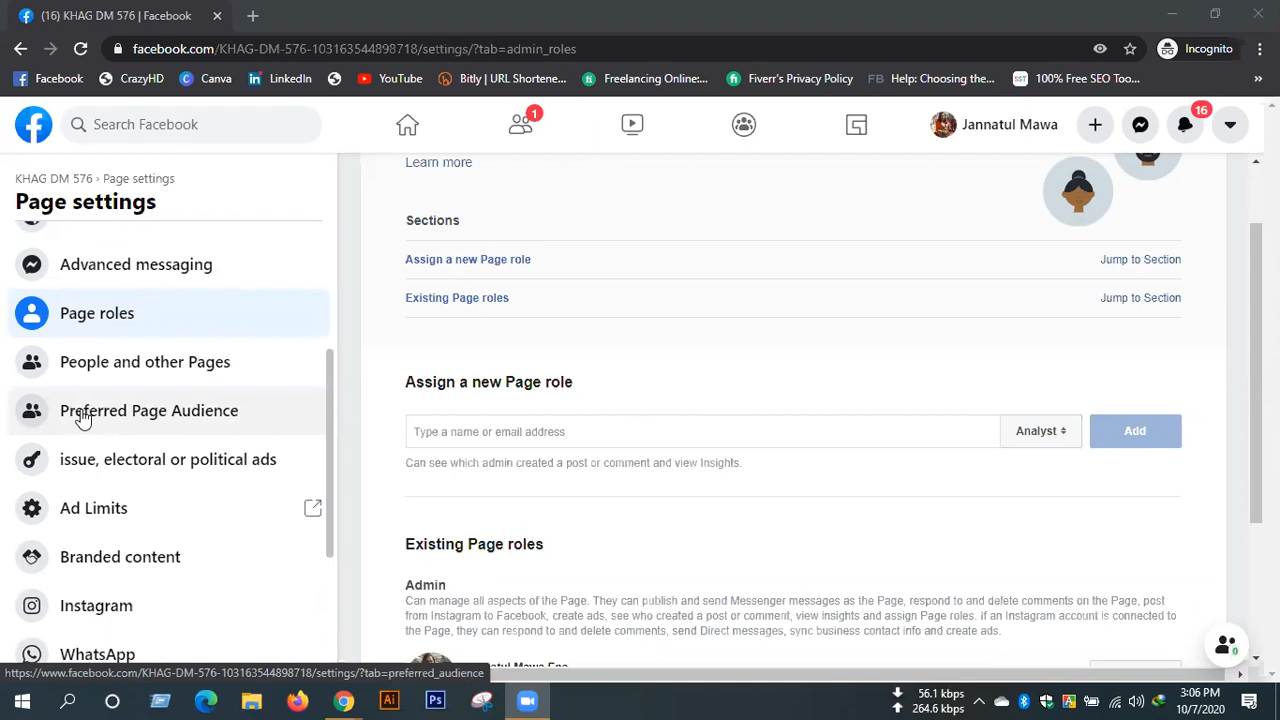 (16) KHAG DM 576 | Facebook
facebook.com/KHAG-DM-576-103163544898718/settings/?tab=admin_roles
Incognito
Facebook
CrazyHD
Canva
LinkedIn
YouTube
Bitly | URL Shortene...
Freelancing Online:...
Fiverr's Privacy Policy
FB Help: Choosing the...
SST 100% Free SEO Too...
»
Search Facebook
1
Jannatul Mawa
16
KHAG DM 576 › Page settings
Page settings
Advanced messaging
Page roles
People and other Pages
Preferred Page Audience
issue, electoral or political ads
Ad Limits
Branded content
Instagram
WhatsApp
Learn more
Sections
Assign a new Page role
Jump to Section
Existing Page roles
Jump to Section
Assign a new Page role
Type a name or email address
Analyst
Add
Can see which admin created a post or comment and view Insights.
Existing Page roles
Admin
Can manage all aspects of the Page. They can publish and send Messenger messages as the Page, respond to and delete comments on the Page, post
from Instagram to Facebook, create ads, see who created a post or comment, view insights and assign Page roles. if an Instagram account is connected to
the Page, they can respond to and delete comments, send Direct messages, sync business contact info and create ads.
0
https://www.facebook.com/KHAG-DM-576-103163544898718/settings/?tab=preferred_audience
Ai
Ps
56.1 kbps
264.6 kbps
3:06 PM
10/7/2020